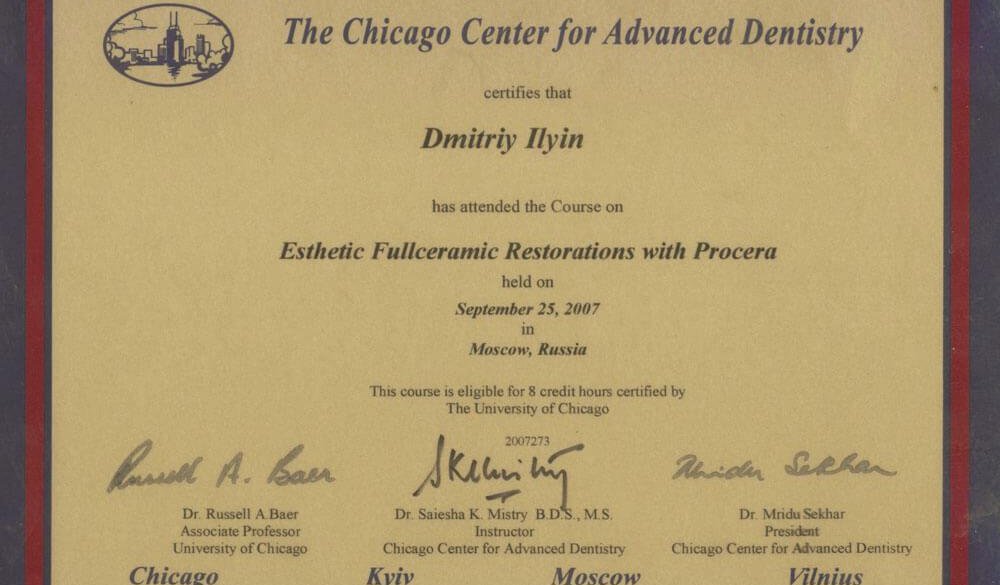 The Chicago Center for Advanced Dentistry
certifies that
Dmitriy Ilyin
has attended the Course on
Esthetic Fullceramic Restorations with Procera
held on
September 25, 2007
in
Moscow, Russia
This course is eligible for 8 credit hours certified by
The University of Chicago
2007273
Russell A. Baer
SKMistry
Mridu Sekhar
Dr. Russell A.Baer
Associate Professor
University of Chicago
Dr. Saiesha K. Mistry B.D.S., M.S.
Instructor
Chicago Center for Advanced Dentistry
Dr. Mridu Sekhar
President
Chicago Center for Advanced Dentistry
Chicago Kyiv Moscow Vilnius